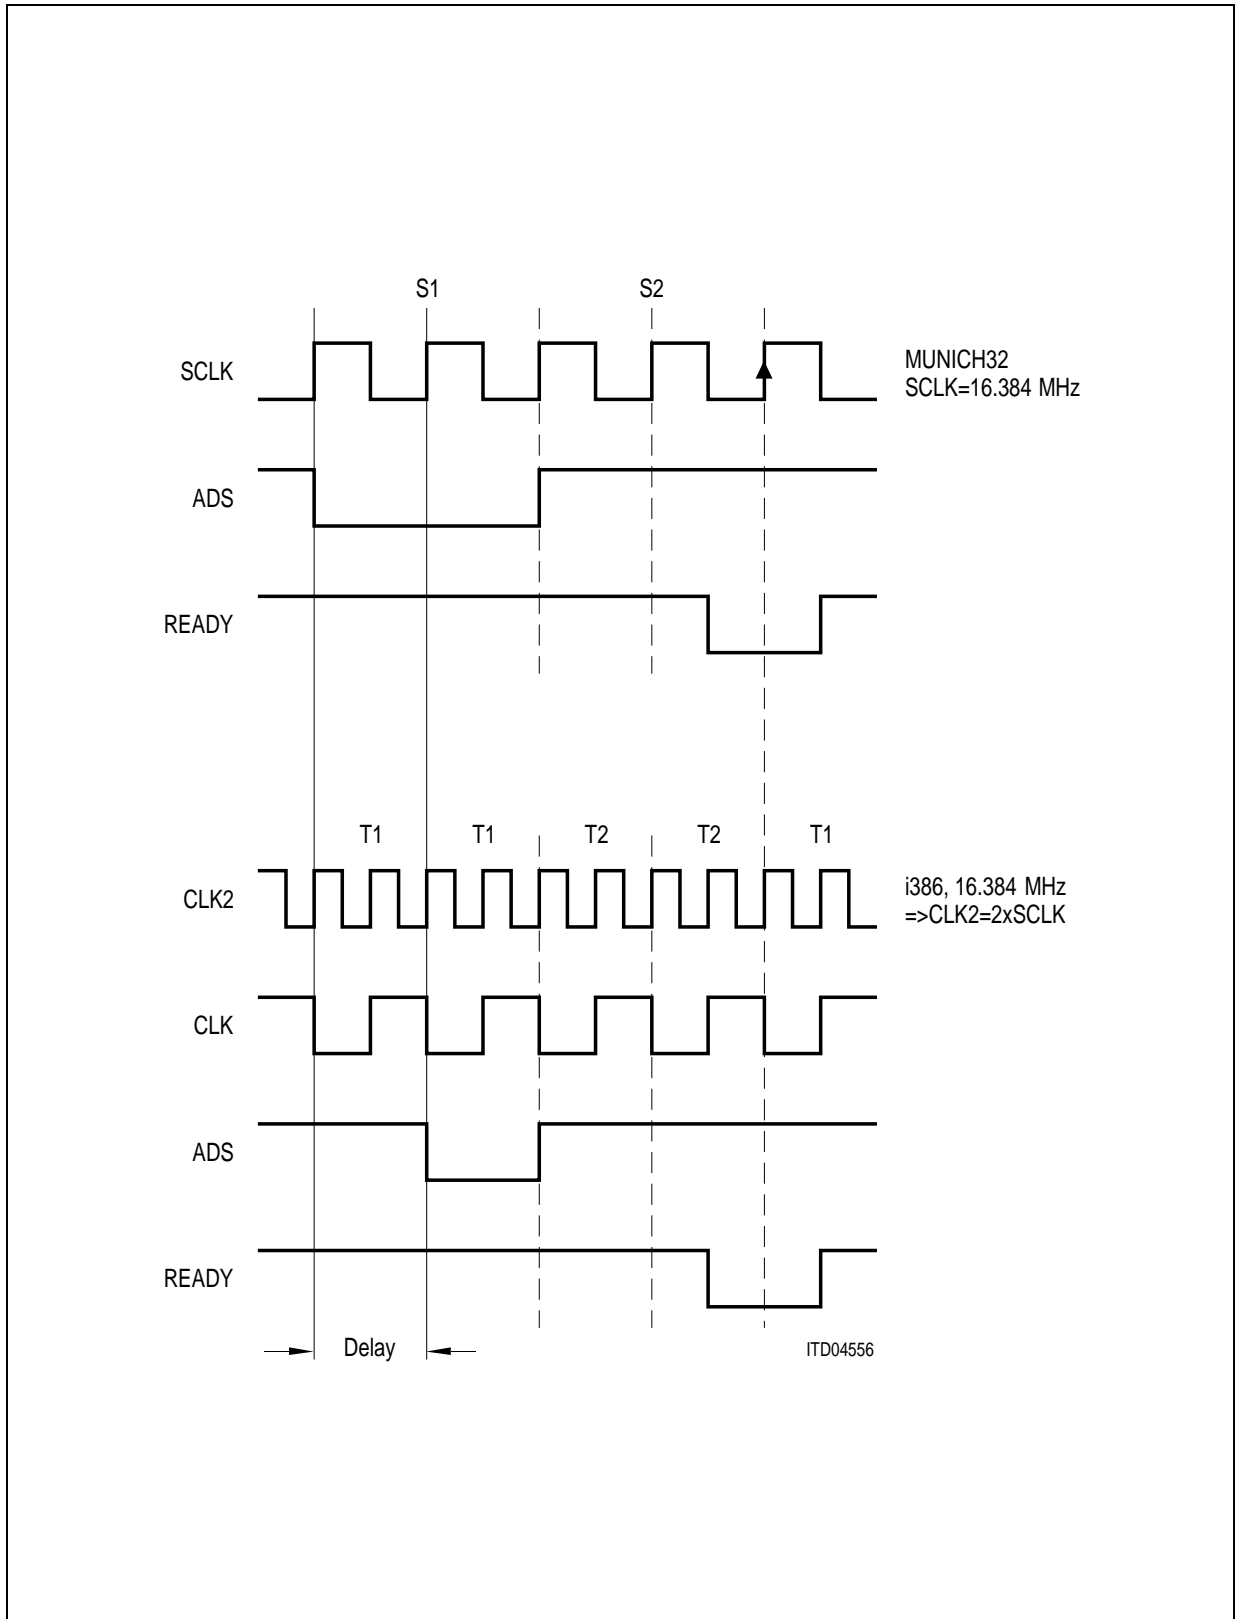 S1 S2
SCLK
MUNICH32
SCLK=16.384 MHz
ADS
READY
T1 T1 T2 T2 T1
CLK2
i386, 16.384 MHz
=>CLK2=2xSCLK
CLK
ADS
READY
Delay
ITD04556